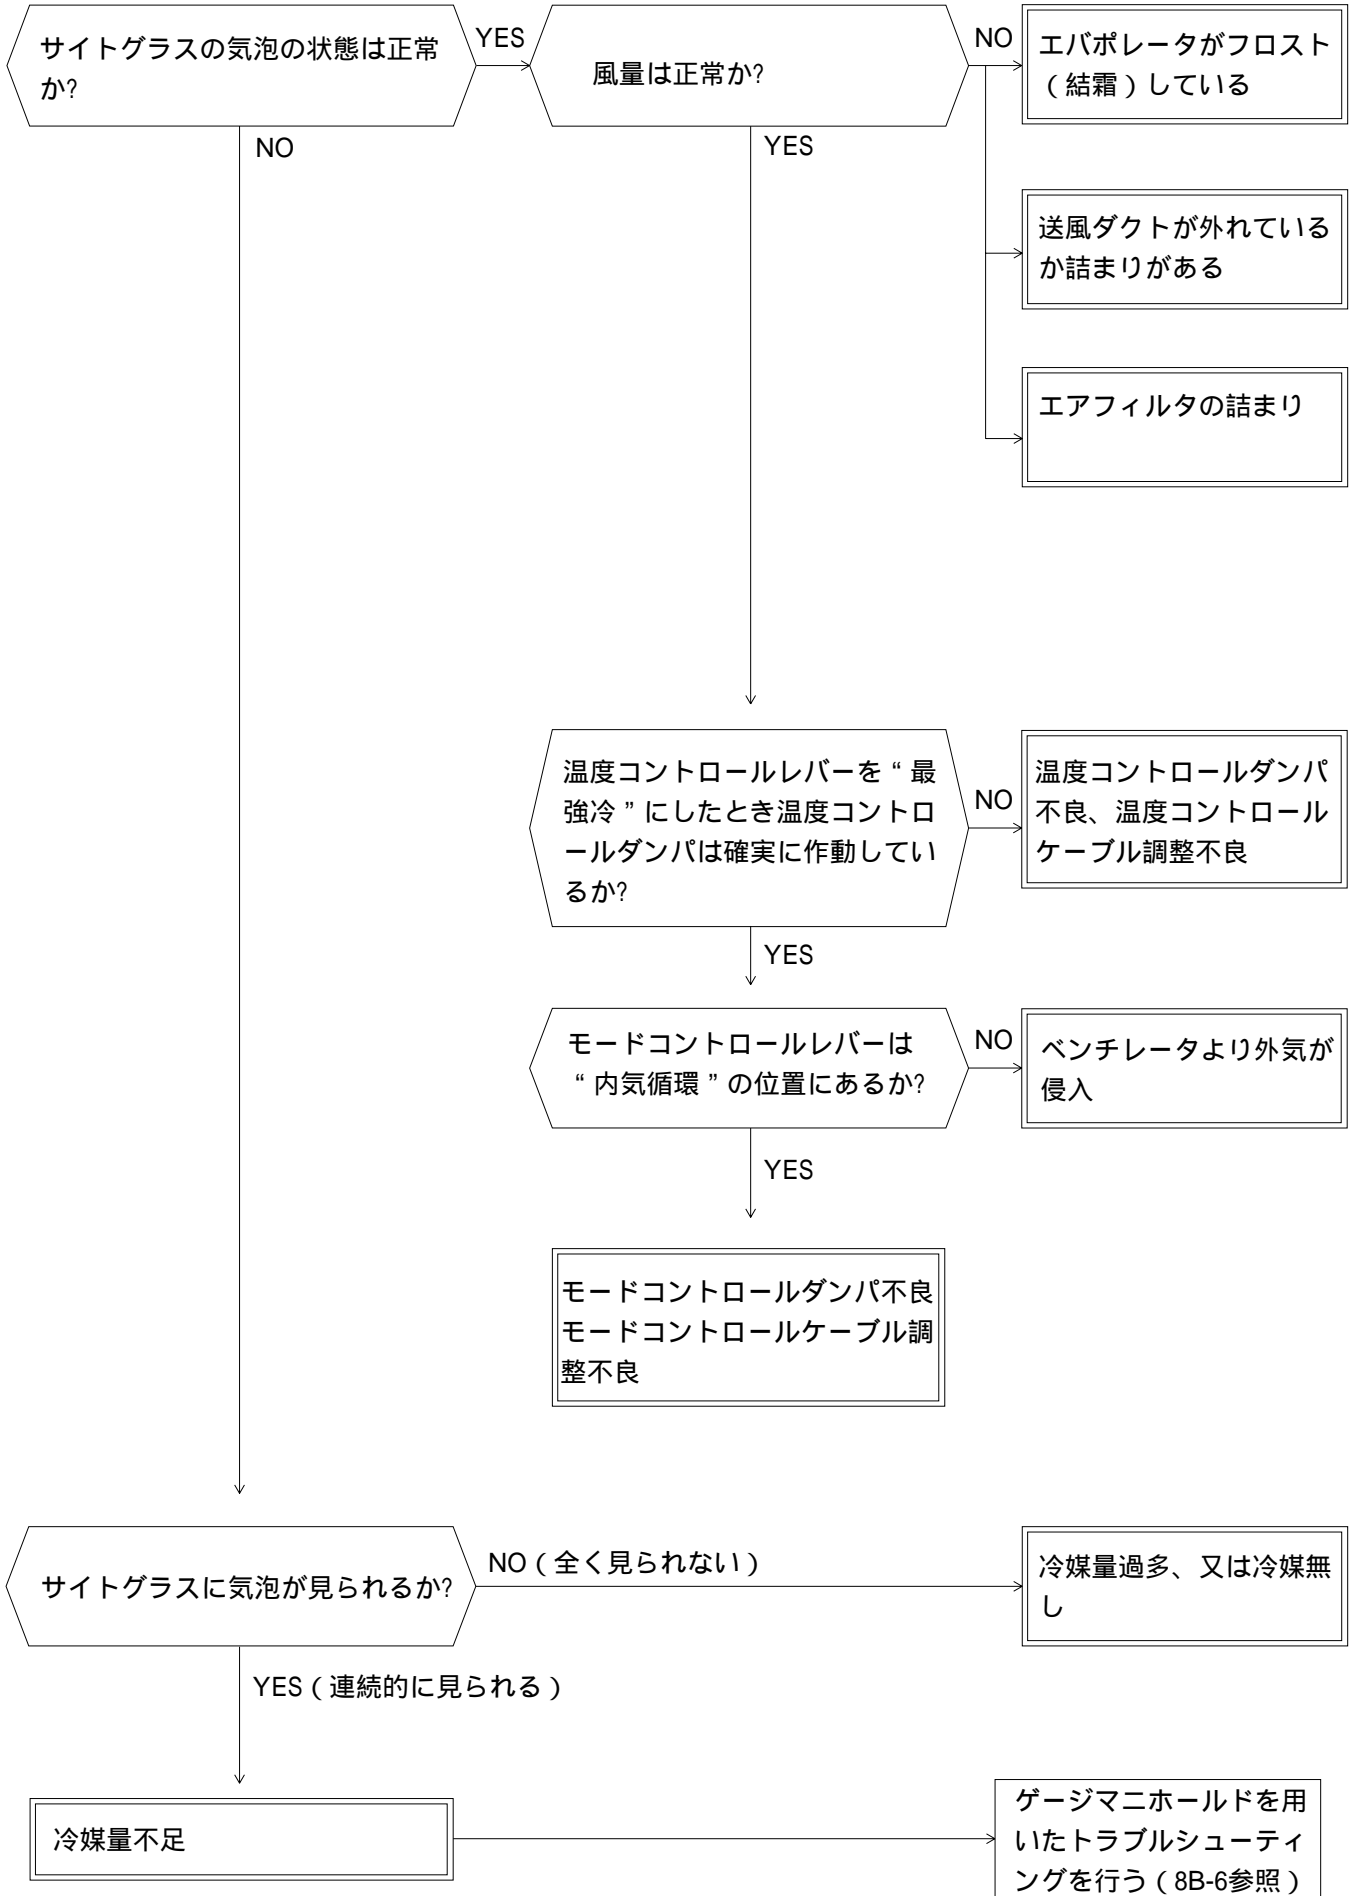 サイトグラスの気泡の状態は正常
か?
YES
風量は正常か?
NO
エバポレータがフロスト
(結霜)している
NO
YES
送風ダクトが外れている
か詰まりがある
エアフィルタの詰まり
温度コントロールレバーを“最
強冷”にしたとき温度コントロ
ールダンパは確実に作動してい
るか?
NO
温度コントロールダンパ
不良、温度コントロール
ケーブル調整不良
YES
モードコントロールレバーは
“内気循環”の位置にあるか?
NO
ベンチレータより外気が
侵入
YES
モードコントロールダンパ不良
モードコントロールケーブル調
整不良
サイトグラスに気泡が見られるか?
NO(全く見られない)
冷媒量過多、又は冷媒無
し
YES(連続的に見られる)
冷媒量不足
ゲージマニホールドを用
いたトラブルシューティ
ングを行う(8B-6参照)